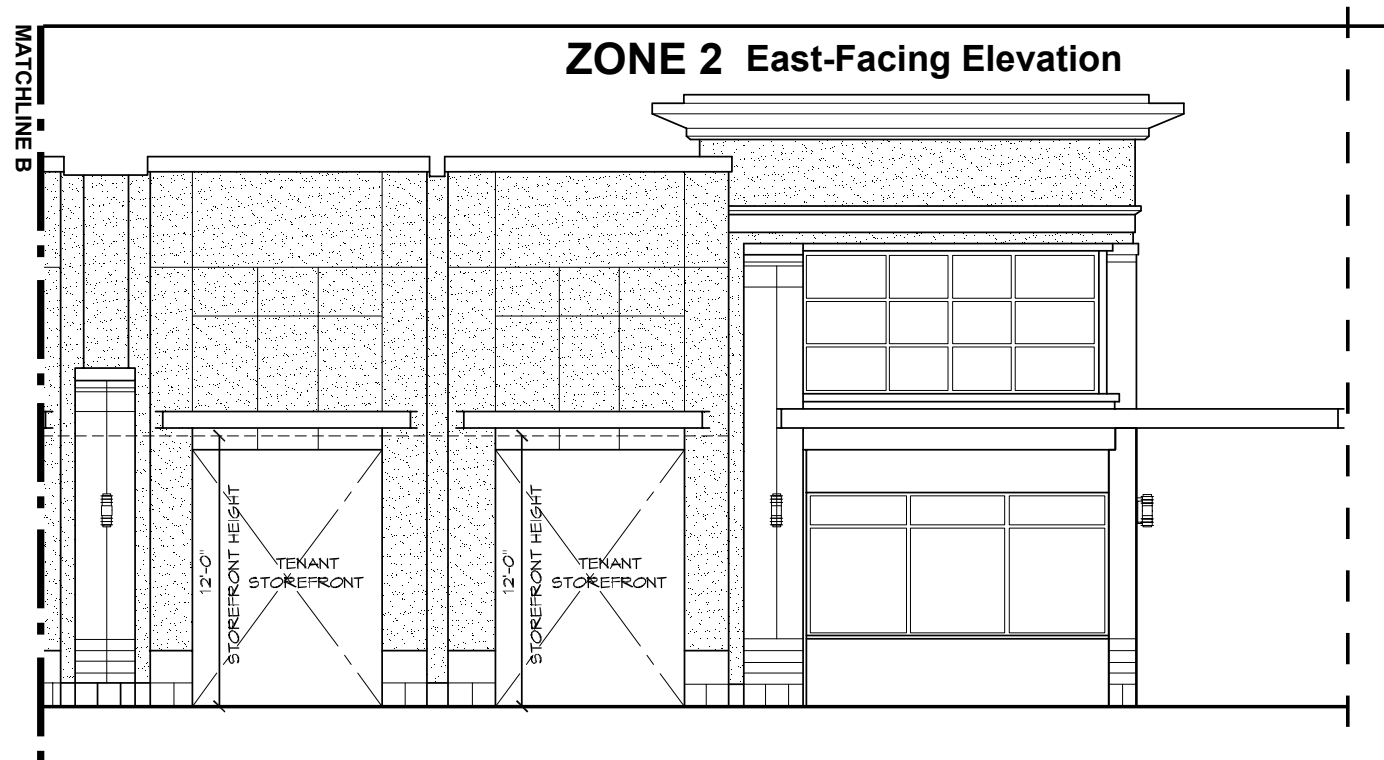 MATCHLINE B
ZONE 2 East-Facing Elevation
12'-0"
STOREFRONT HEIGHT
TENANT
STOREFRONT
12'-0"
STOREFRONT HEIGHT
TENANT
STOREFRONT